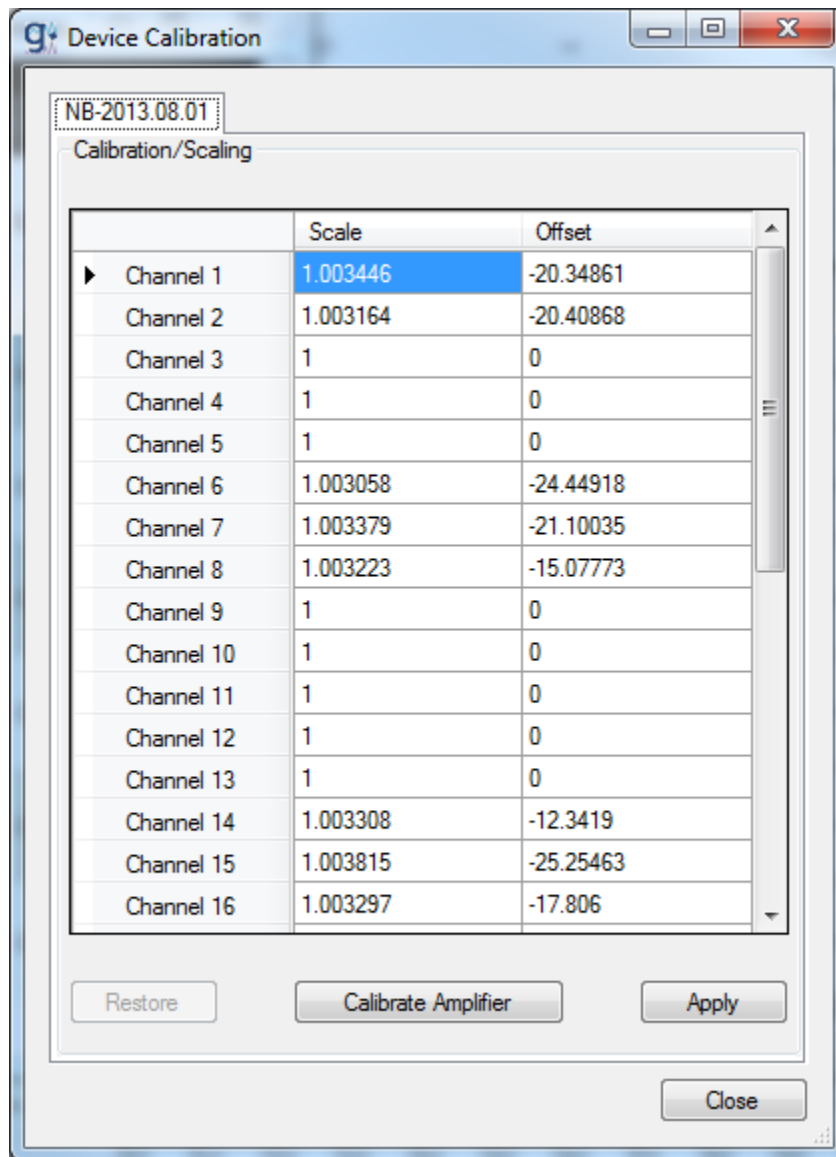 g Device Calibration
NB-2013.08.01
Calibration/Scaling
Scale Offset
Channel 1 1.003446 -20.34861
Channel 2 1.003164 -20.40868
Channel 3 1 0
Channel 4 1 0
Channel 5 1 0
Channel 6 1.003058 -24.44918
Channel 7 1.003379 -21.10035
Channel 8 1.003223 -15.07773
Channel 9 1 0
Channel 10 1 0
Channel 11 1 0
Channel 12 1 0
Channel 13 1 0
Channel 14 1.003308 -12.3419
Channel 15 1.003815 -25.25463
Channel 16 1.003297 -17.806
Restore Calibrate Amplifier Apply
Close